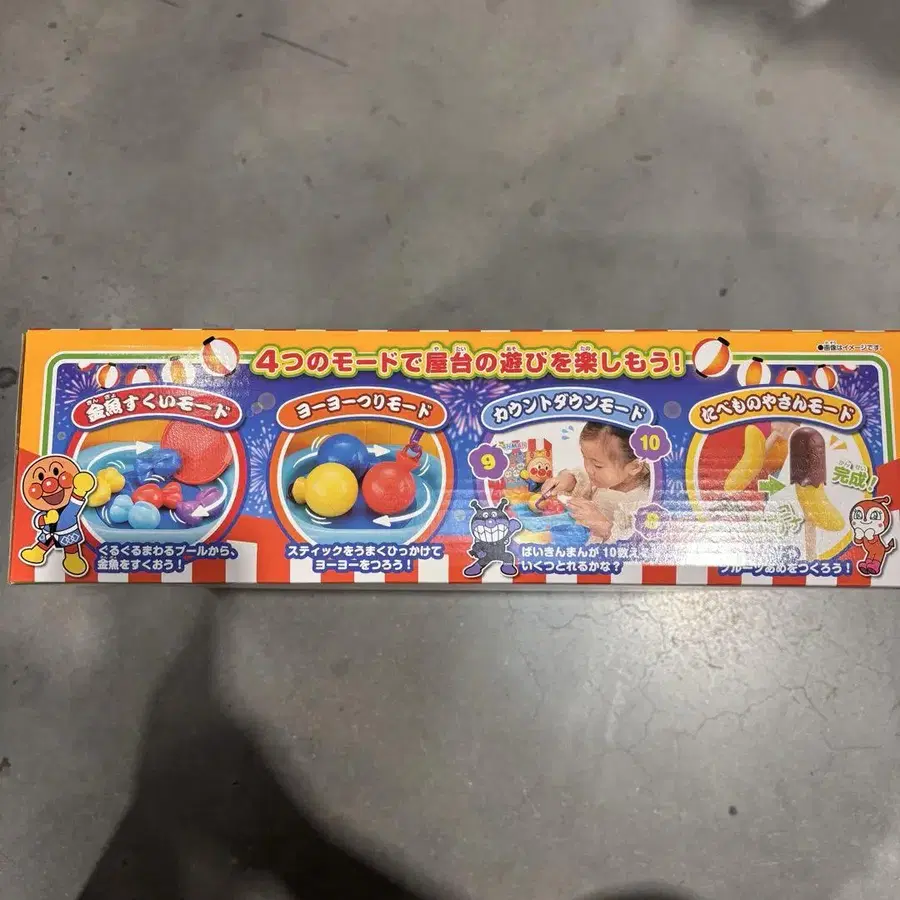 4つのモードで屋台の遊びを楽しもう!
●画像はイメージです。
金魚すくいモード
ヨーヨーつりモード
カウントダウンモード
たべものやさんモード
9
10
完成!!
ぐるぐるまわるプールから、
金魚をすくおう!
スティックをうまくひっかけて
ヨーヨーをつろう!
ばいきんまんが10数え
いくつとれるかな?
フルーツあめをつくろう!